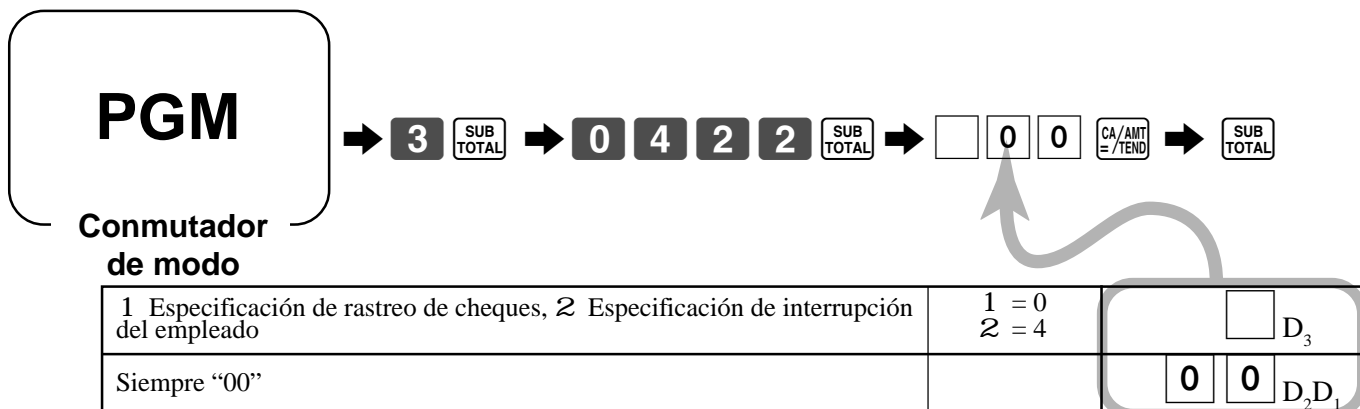 PGM
Conmutador
de modo
3 SUB TOTAL 0 4 2 2 SUB TOTAL 0 0 CA/AMT = /TEND SUB TOTAL
1 Especificación de rastreo de cheques, 2 Especificación de interrupción
del empleado
1 = 0
2 = 4
D3
Siempre “00”
0 0 D2D1